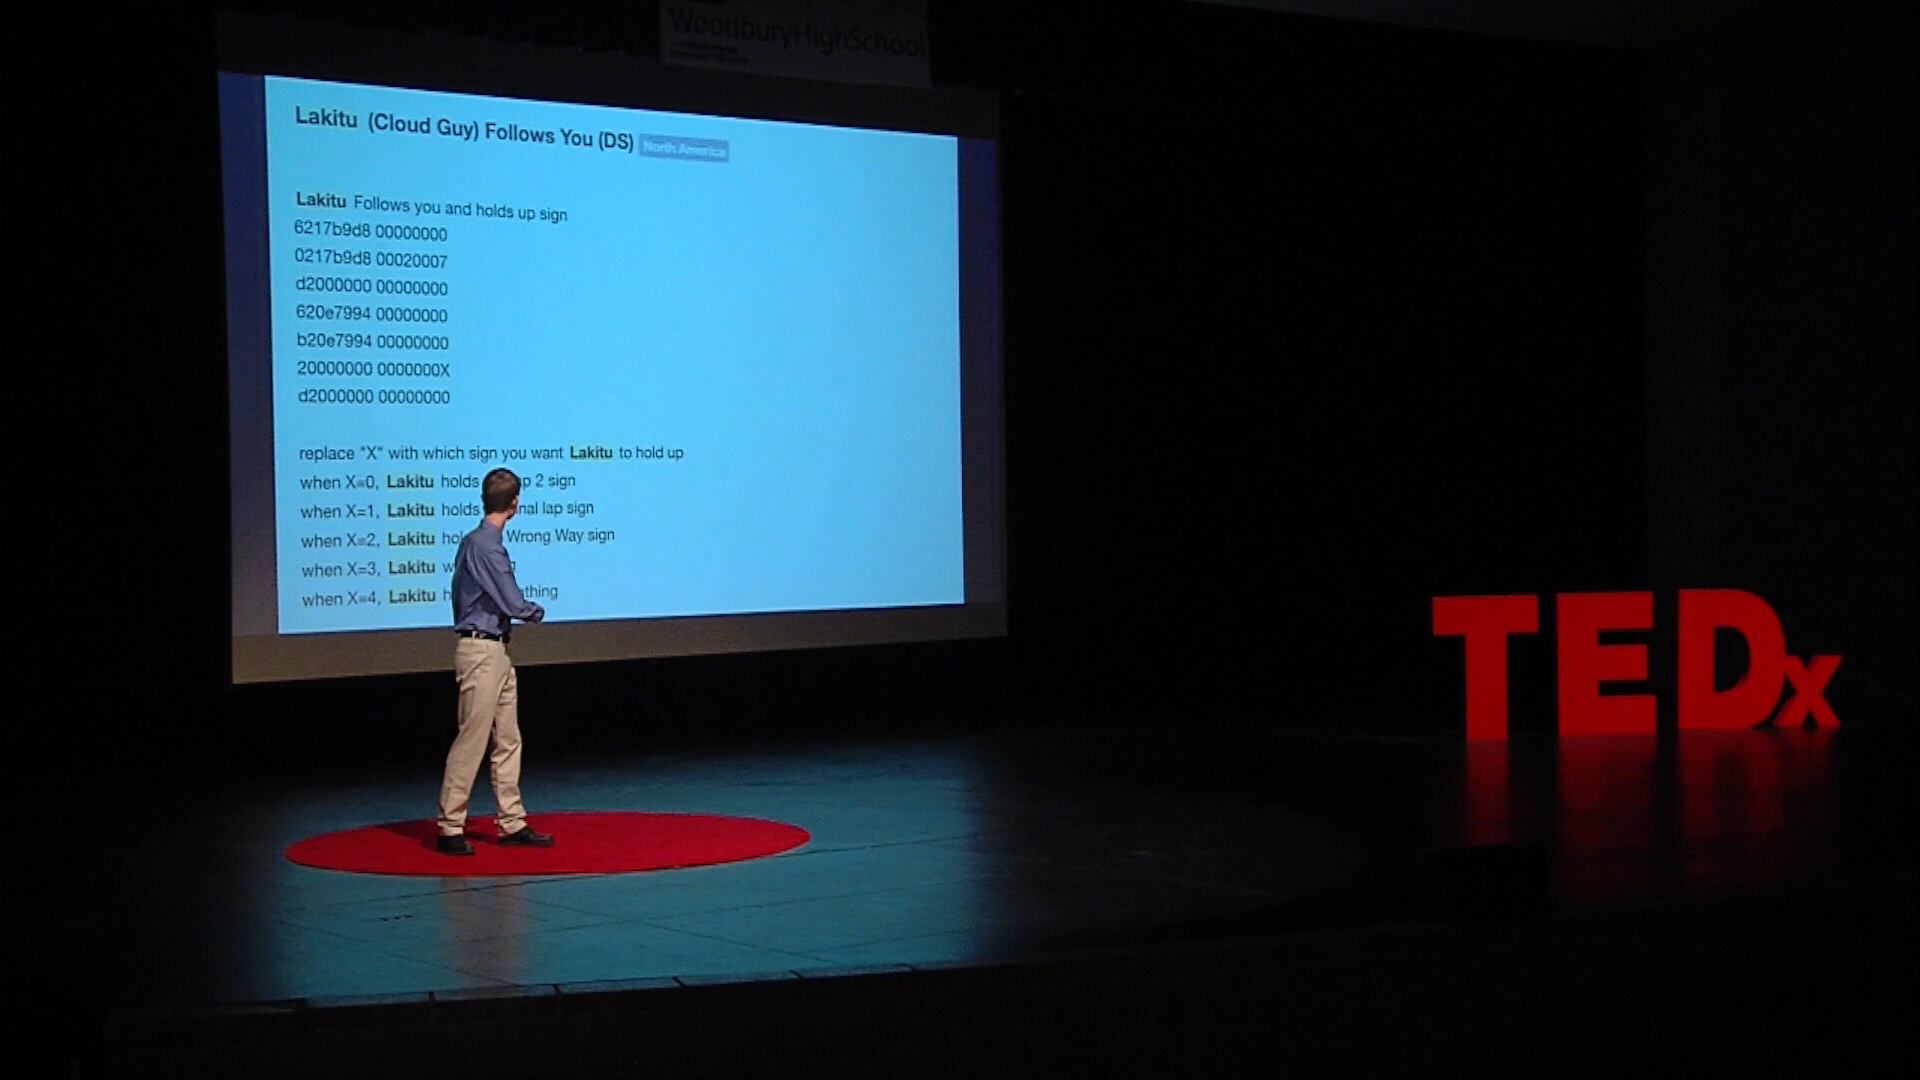 WoodburyHighSchool
Lakitu (Cloud Guy) Follows You (DS) North America
Lakitu Follows you and holds up sign
6217b9d8 00000000
0217b9d8 00020007
d2000000 00000000
620e7994 00000000
b20e7994 00000000
20000000 0000000X
d2000000 00000000
replace "X" with which sign you want Lakitu to hold up
when X=0, Lakitu holds 2 sign
when X=1, Lakitu holds lap sign
when X=2, Lakitu Wrong Way sign
when X=3, Lakitu
when X=4, Lakitu
TEDx